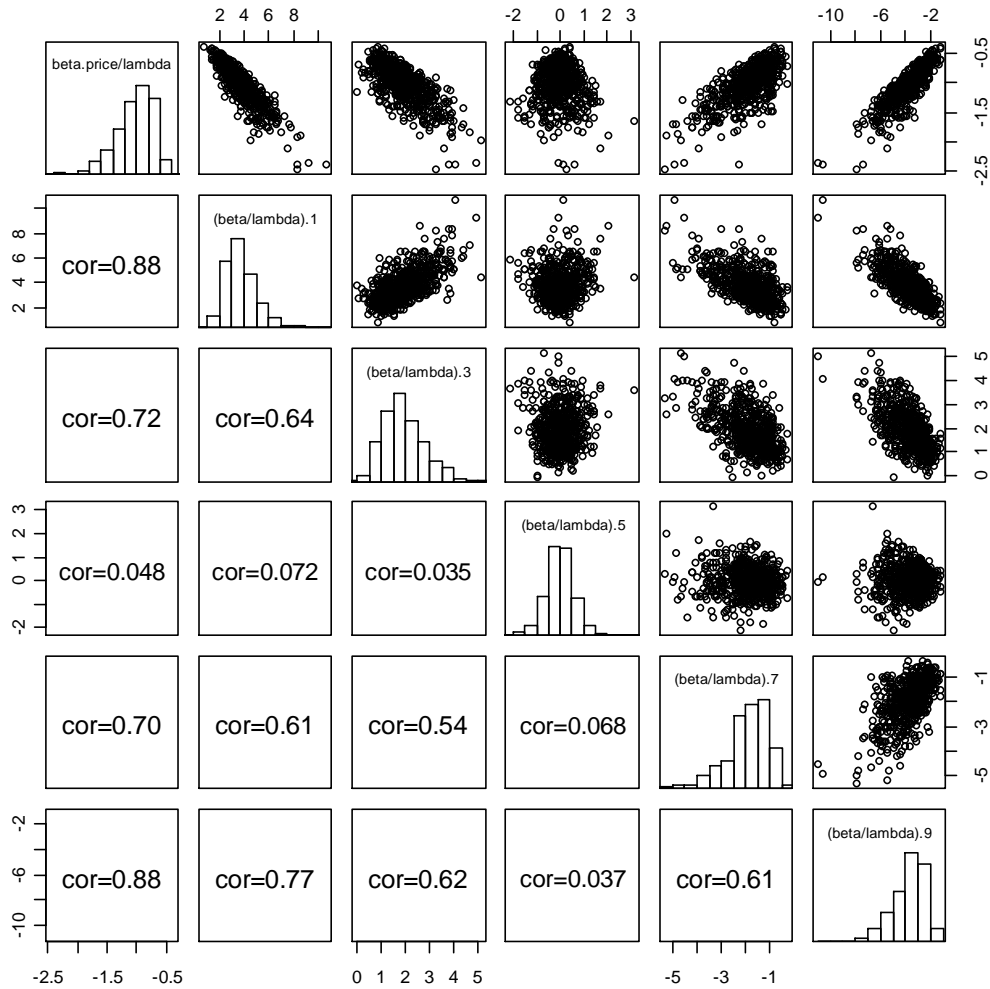 2 4 6 8
-2 0 1 2 3
-10 -6 -2
beta.price/lambda
-0.5
-1.5
-2.5
(beta/lambda).1
8
6
4
2
cor=0.88
(beta/lambda).3
5
4
3
2
1
0
cor=0.72
cor=0.64
(beta/lambda).5
3
2
1
0
-2
cor=0.048
cor=0.072
cor=0.035
(beta/lambda).7
-1
-3
-5
cor=0.70
cor=0.61
cor=0.54
cor=0.068
(beta/lambda).9
-2
-6
-10
cor=0.88
cor=0.77
cor=0.62
cor=0.037
cor=0.61
-2.5 -1.5 -0.5
0 1 2 3 4 5
-5 -3 -1